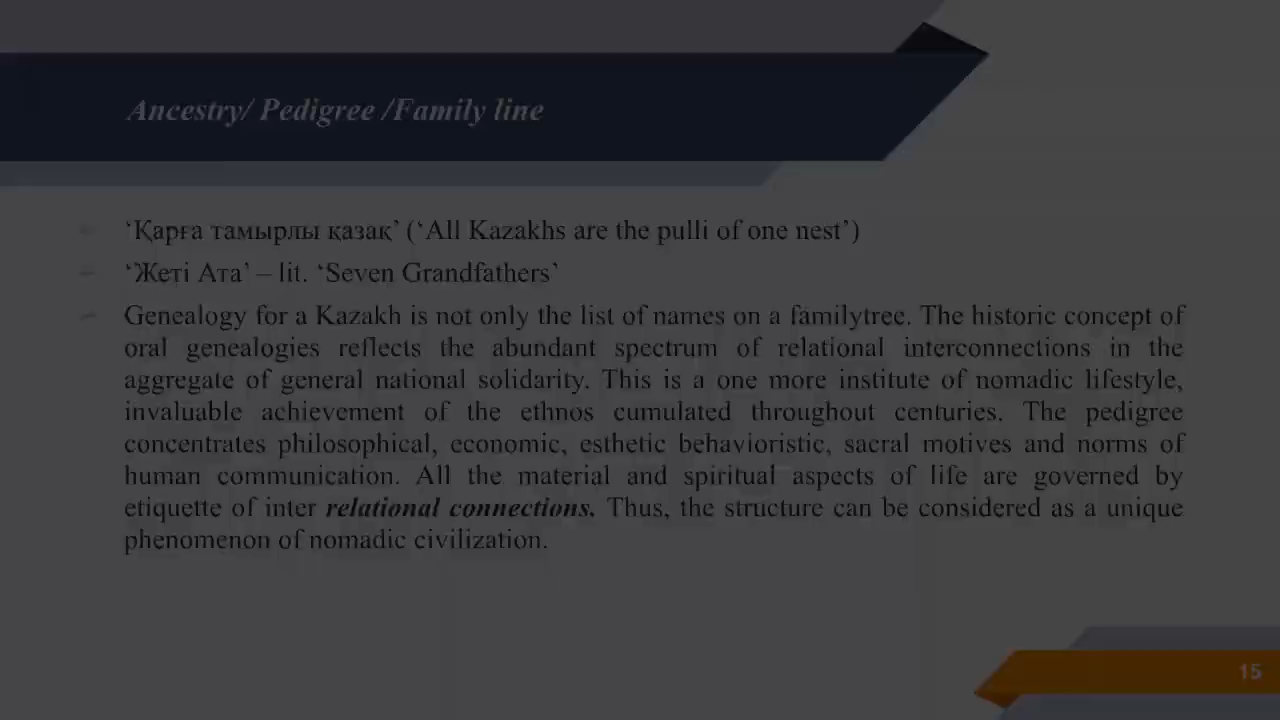 Ancestry/ Pedigree /Family line
‘Қарға тамырлы қазақ’ (‘All Kazakhs are the pulli of one nest’)
‘Жеті Ата’ – lit. ‘Seven Grandfathers’
Genealogy for a Kazakh is not only the list of names on a familytree. The historic concept of
oral genealogies reflects the abundant spectrum of relational interconnections in the
aggregate of general national solidarity. This is a one more institute of nomadic lifestyle,
invaluable achievement of the ethnos cumulated throughout centuries. The pedigree
concentrates philosophical, economic, esthetic behavioristic, sacral motives and norms of
human communication. All the material and spiritual aspects of life are governed by
etiquette of inter relational connections. Thus, the structure can be considered as a unique
phenomenon of nomadic civilization.
15